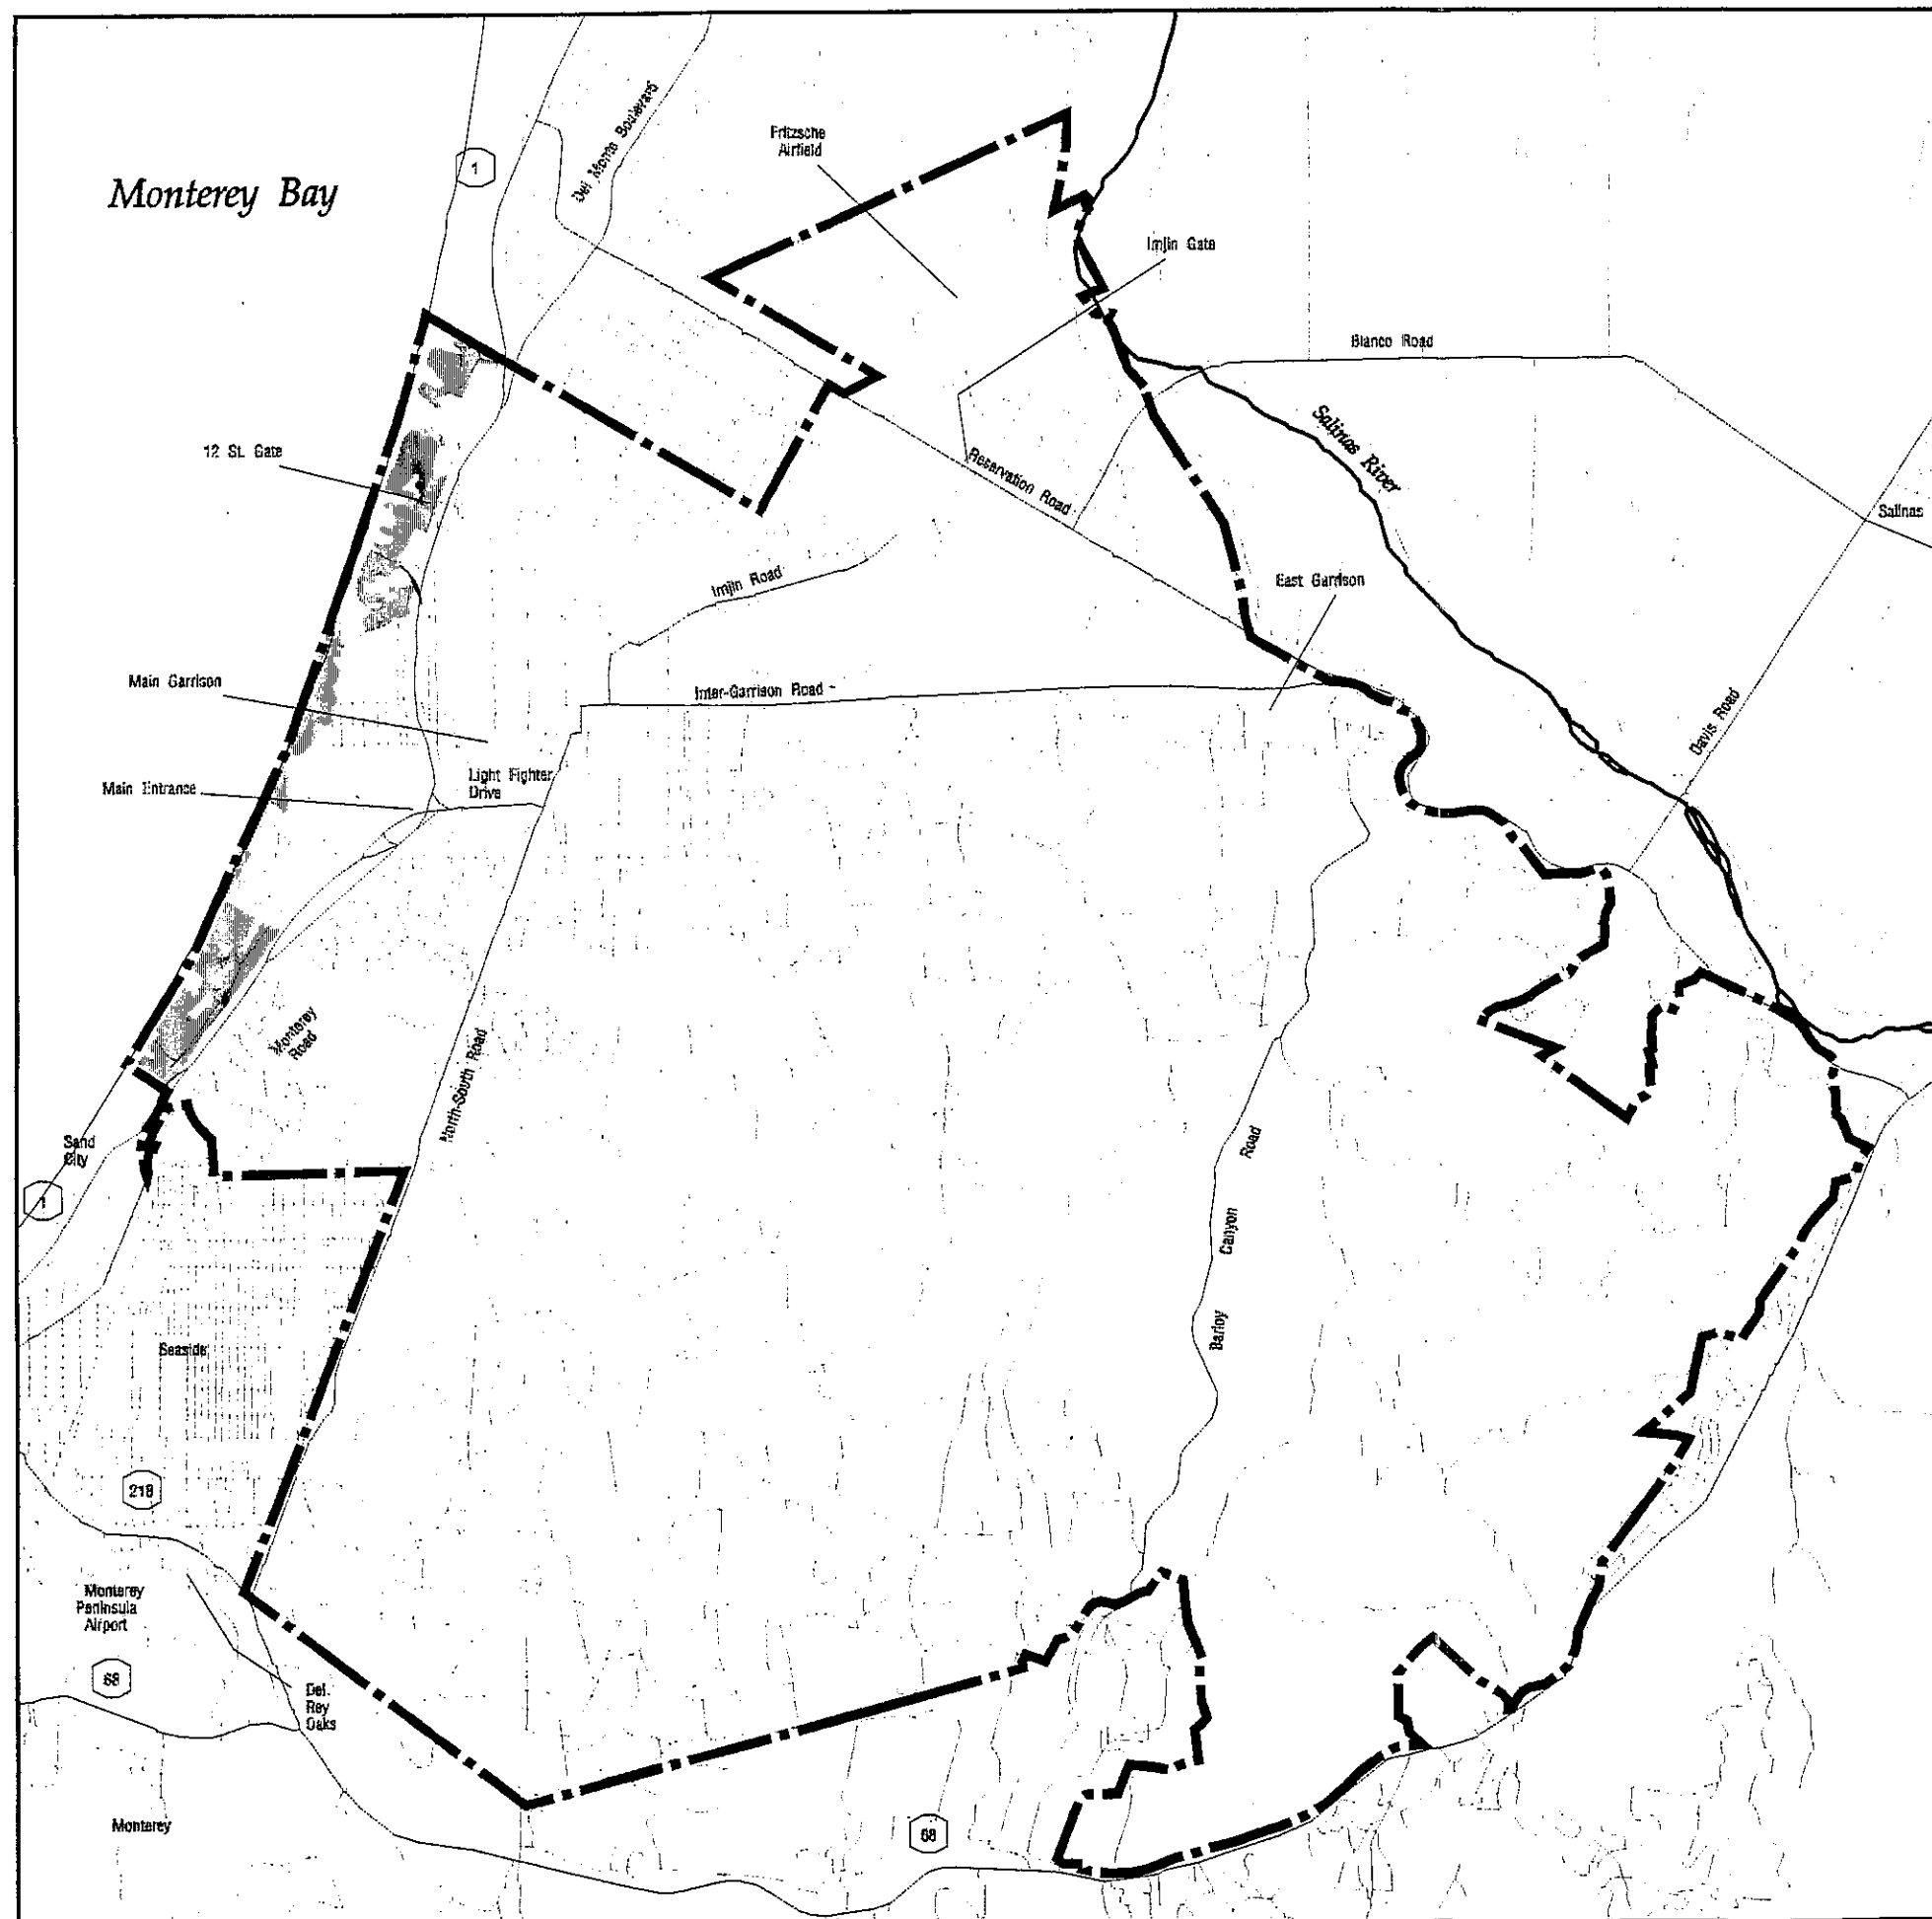 Monterey Bay
1
Del Monte Boulevard
Fritzsche
Airfield
Imjin Gate
Blanco Road
12 St. Gate
Salinas River
Reservation Road
Salinas
Imjin Road
East Garrison
Main Garrison
Inter-Garrison Road
Davis Road
Main Entrance
Light Fighter
Drive
Monterey
Road
North-South Road
Sand
City
1
Barloy Canyon Road
Seaside
218
Monterey
Peninsula
Airport
68
Del
Rey
Oaks
Monterey
68